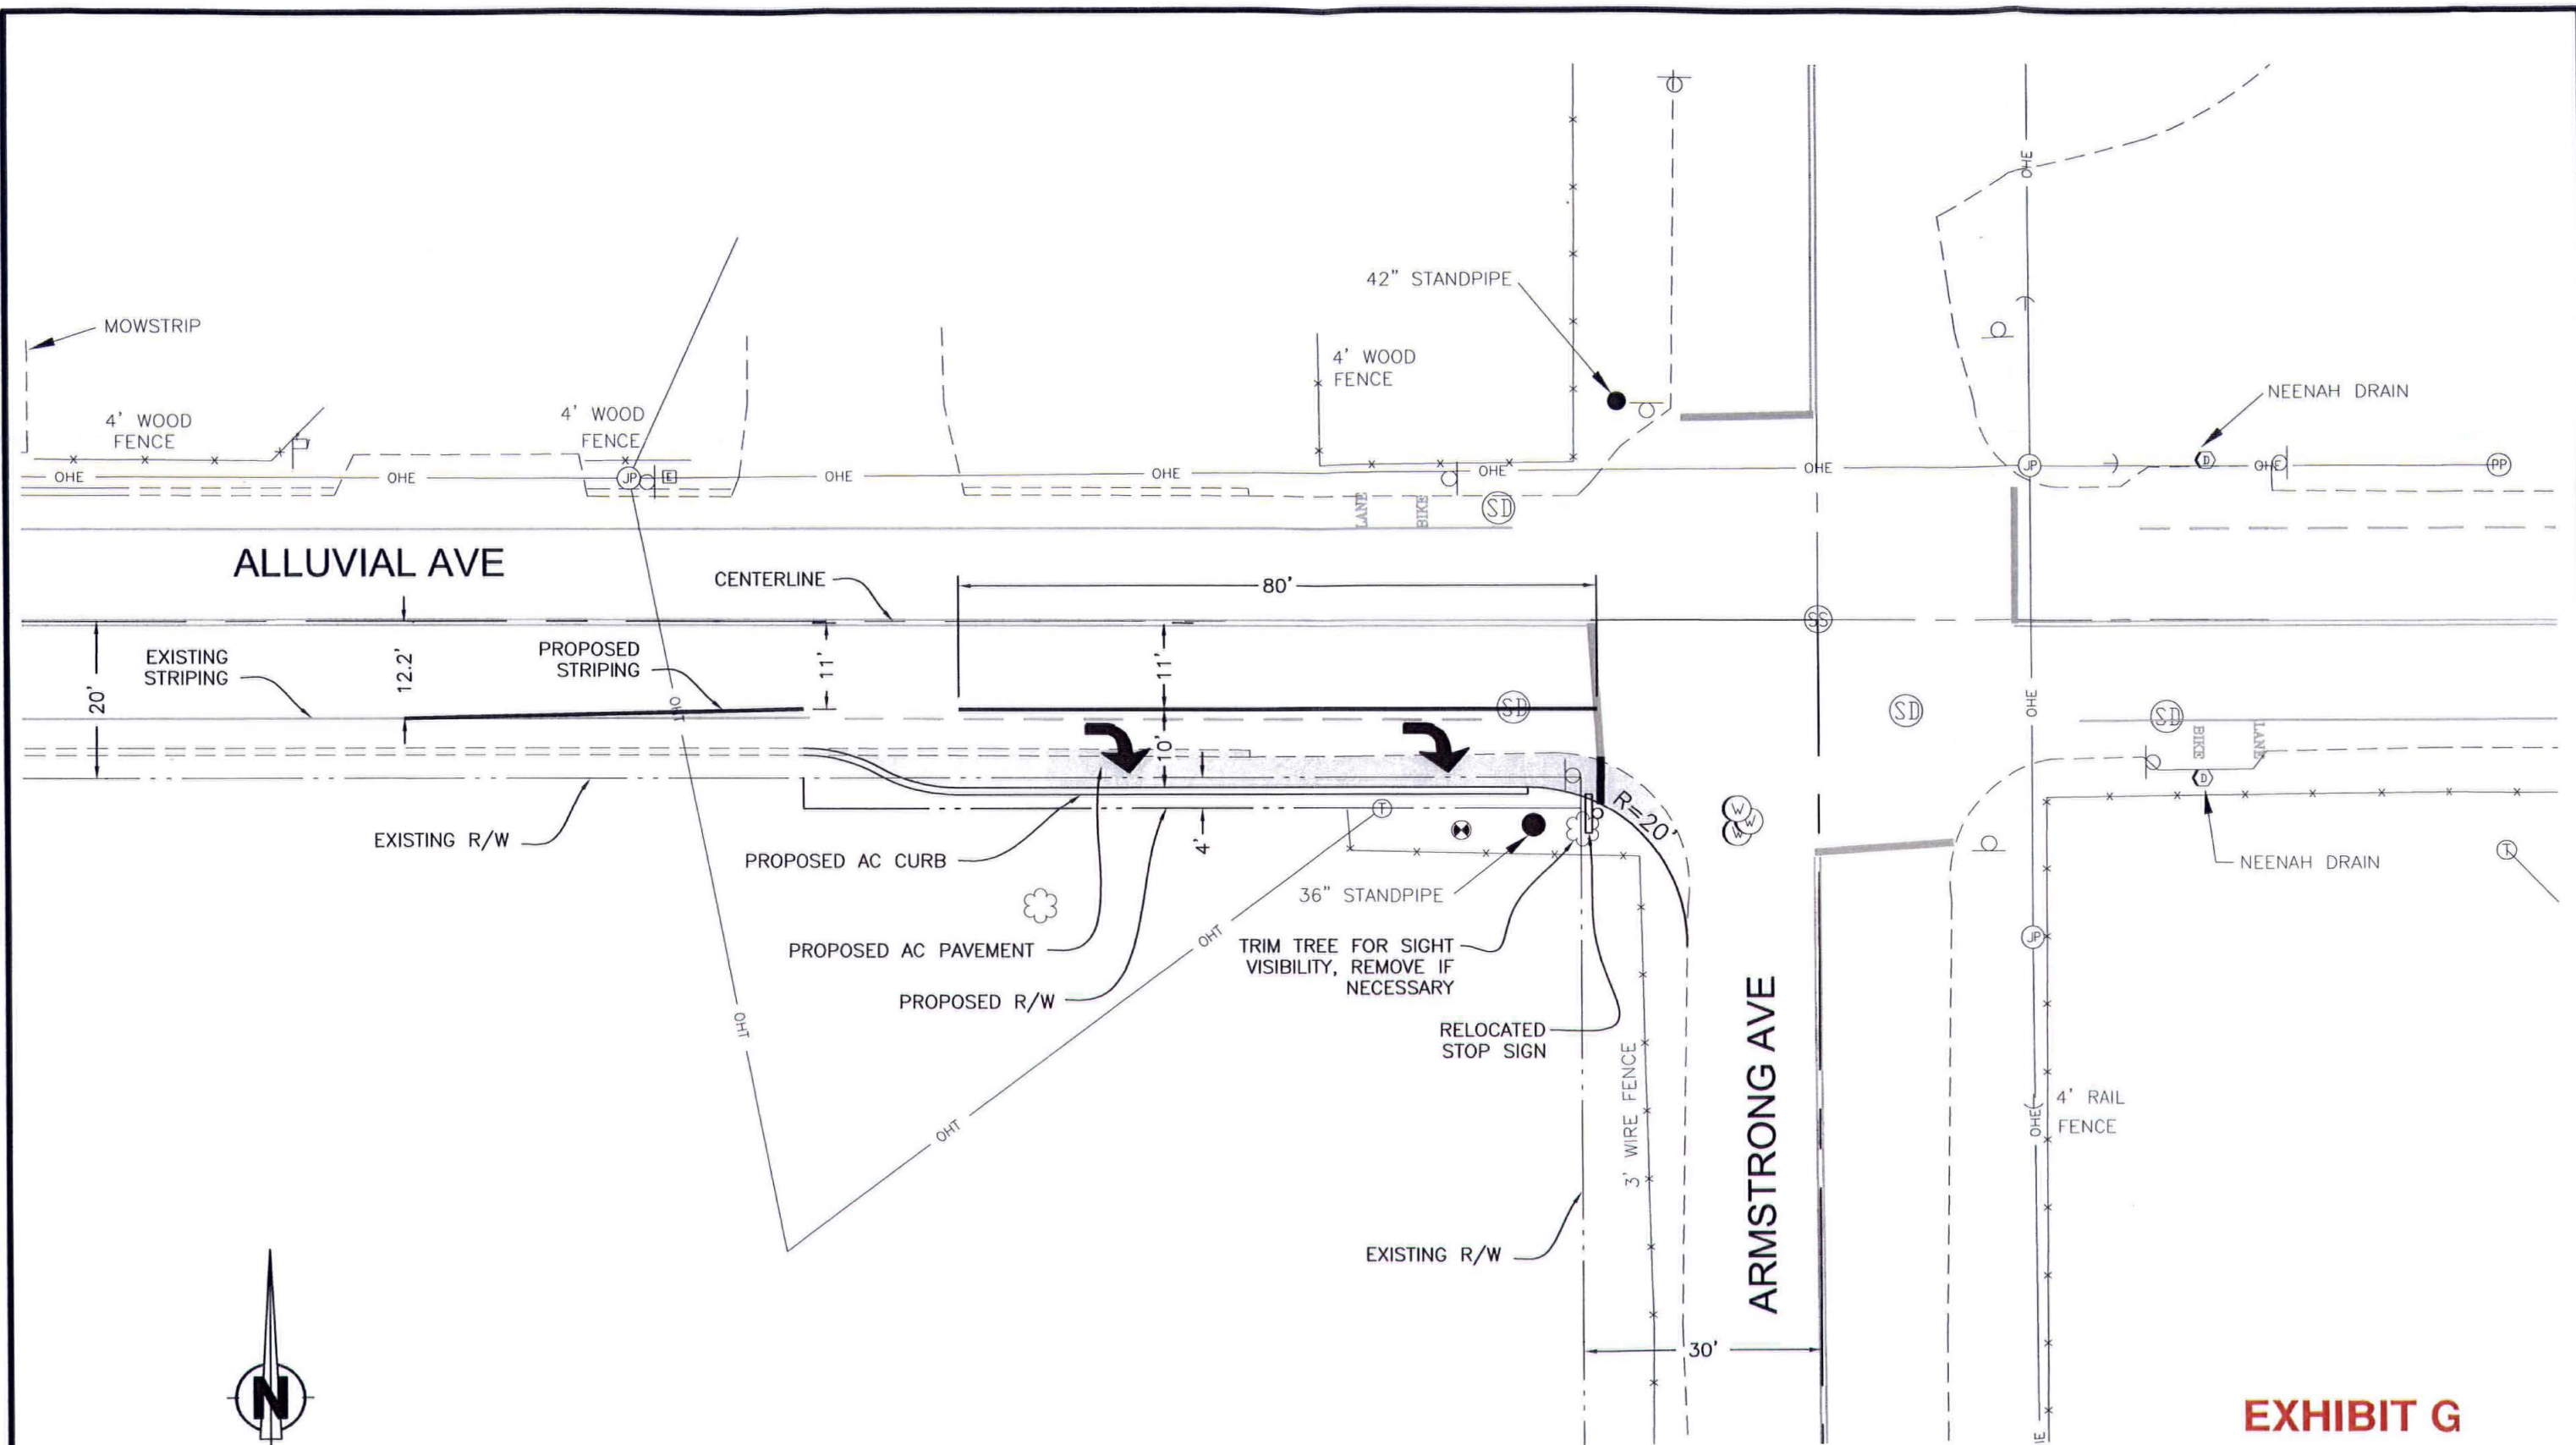 42" STANDPIPE
MOWSTRIP
4' WOOD
FENCE
4' WOOD
FENCE
4' WOOD
FENCE
NEENAH DRAIN
OHE
OHE
JP
E
OHE
OHE
OHE
OHE
OHE
JP
D
OHE
PP
LANE
BIKE
SD
ALLUVIAL AVE
CENTERLINE
80'
SS
20'
EXISTING
STRIPING
12.2'
PROPOSED
STRIPING
11'
11'
OHT
SD
SD
OHE
SD
BIKE
LANE
10'
D
EXISTING R/W
PROPOSED AC CURB
4'
T
R=20'
W
W
W
NEENAH DRAIN
T
36" STANDPIPE
PROPOSED AC PAVEMENT
OHT
TRIM TREE FOR SIGHT
VISIBILITY, REMOVE IF
NECESSARY
JP
PROPOSED R/W
OHT
RELOCATED
STOP SIGN
3' WIRE FENCE
ARMSTRONG AVE
OHT
OHE
4' RAIL
FENCE
EXISTING R/W
30'
N
EXHIBIT G